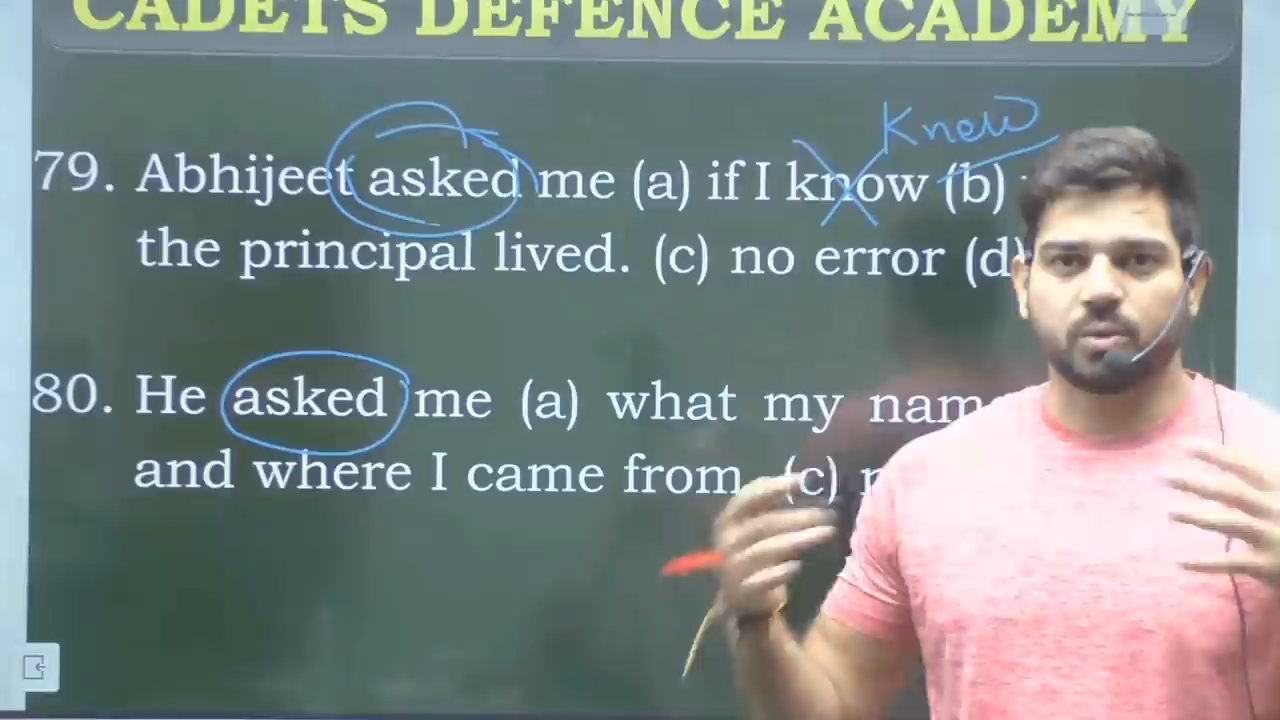 CADETS DEFENCE ACADEMY
Knew
79. Abhijeet asked me (a) if I know (b)
the principal lived. (c) no error (d)
80. He asked me (a) what my
and where I came from. (c)